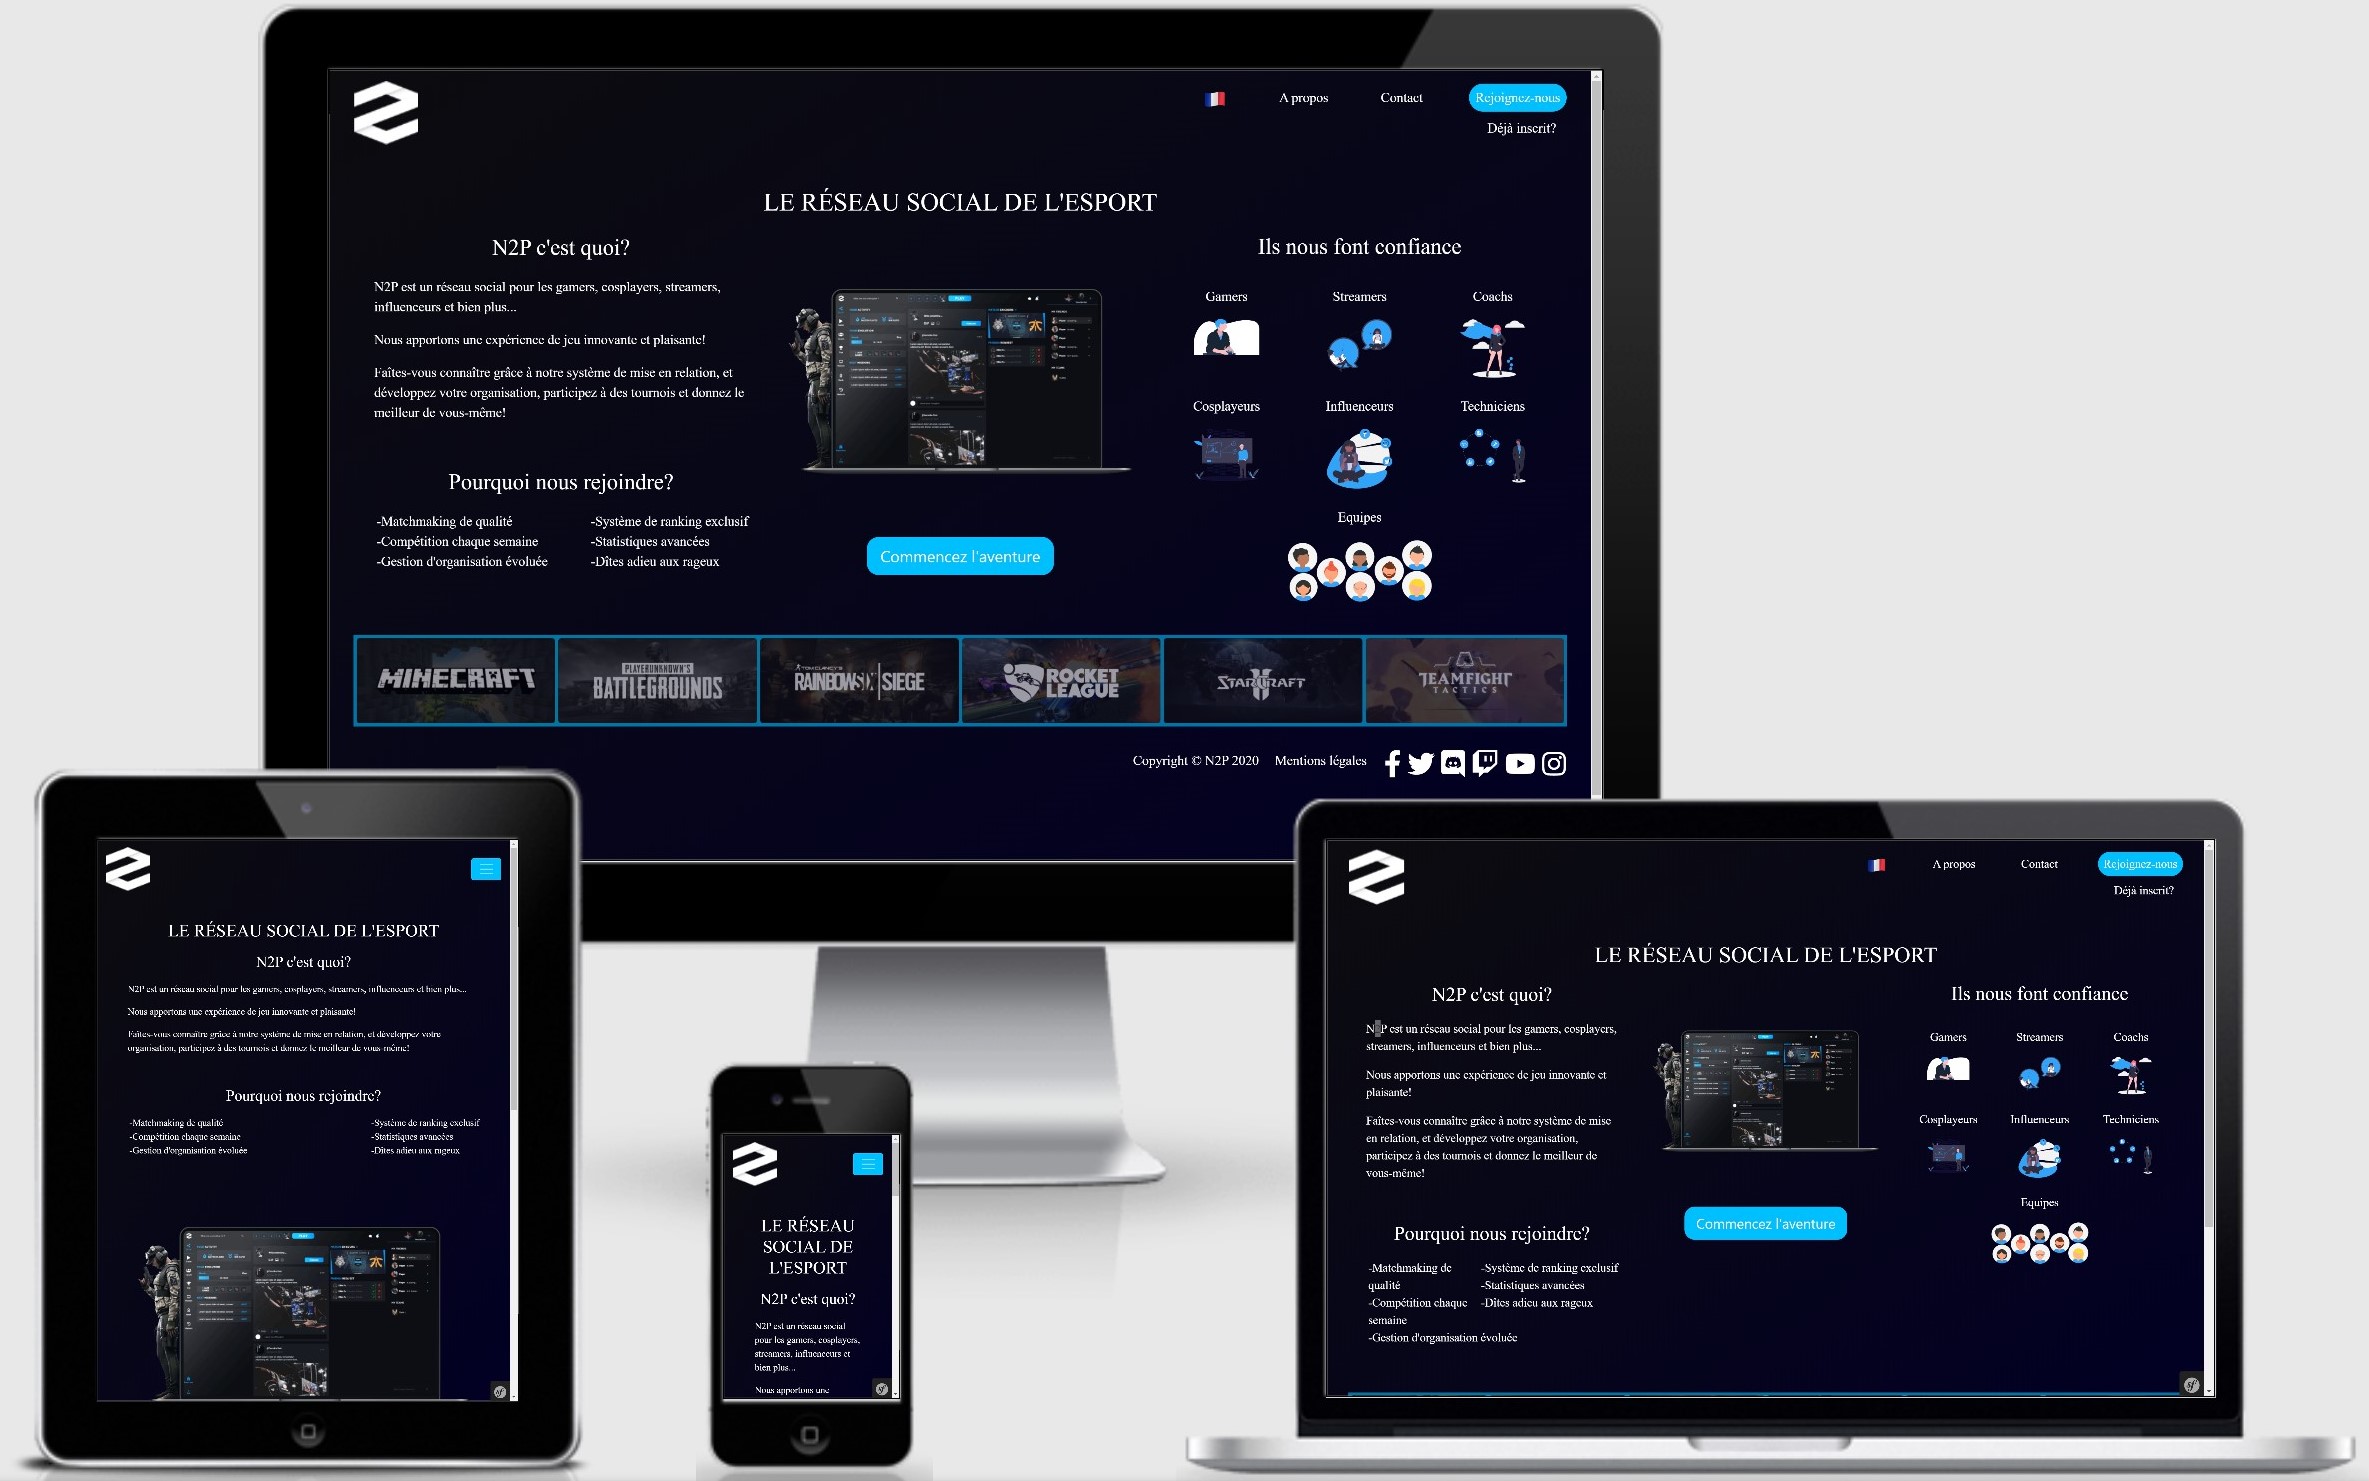 A propos
Contact
Rejoignez-nous
Déjà inscrit?
LE RÉSEAU SOCIAL DE L'ESPORT
N2P c'est quoi?
N2P est un réseau social pour les gamers, cosplayers, streamers,
influenceurs et bien plus...
Nous apportons une expérience de jeu innovante et plaisante!
Faîtes-vous connaître grâce à notre système de mise en relation, et
développez votre organisation, participez à des tournois et donnez le
meilleur de vous-même!
Pourquoi nous rejoindre?
-Matchmaking de qualité
-Compétition chaque semaine
-Gestion d'organisation évoluée
-Système de ranking exclusif
-Statistiques avancées
-Dîtes adieu aux rageux
Commencez l'aventure
Ils nous font confiance
Gamers
Streamers
Coachs
Cosplayeurs
Influenceurs
Techniciens
Equipes
MINECRAFT
PLAYERUNKNOWN'S
BATTLEGROUNDS
TOM CLANCY'S
RAINBOW SIX | SIEGE
ROCKET
LEAGUE
STARCRAFT
II
TEAMFIGHT
TACTICS
Copyright © N2P 2020
Mentions légales
LE RÉSEAU SOCIAL DE L'ESPORT
N2P c'est quoi?
N2P est un réseau social pour les gamers, cosplayers, streamers, influenceurs et bien plus...
Nous apportons une expérience de jeu innovante et plaisante!
Faîtes-vous connaître grâce à notre système de mise en relation, et développez votre
organisation, participez à des tournois et donnez le meilleur de vous-même!
Pourquoi nous rejoindre?
-Matchmaking de qualité
-Compétition chaque semaine
-Gestion d'organisation évoluée
-Système de ranking exclusif
-Statistiques avancées
-Dîtes adieu aux rageux
sf
LE RÉSEAU
SOCIAL DE
L'ESPORT
N2P c'est quoi?
N2P est un réseau social
pour les gamers, cosplayers,
streamers, influenceurs et
bien plus...
Nous apportons une
sf
A propos
Contact
Rejoignez-nous
Déjà inscrit?
LE RÉSEAU SOCIAL DE L'ESPORT
N2P c'est quoi?
N2P est un réseau social pour les gamers, cosplayers,
streamers, influenceurs et bien plus...
Nous apportons une expérience de jeu innovante et
plaisante!
Faîtes-vous connaître grâce à notre système de mise
en relation, et développez votre organisation,
participez à des tournois et donnez le meilleur de
vous-même!
Pourquoi nous rejoindre?
-Matchmaking de
qualité
-Compétition chaque
semaine
-Gestion d'organisation évoluée
-Système de ranking exclusif
-Statistiques avancées
-Dîtes adieu aux rageux
Commencez l'aventure
Ils nous font confiance
Gamers
Streamers
Coachs
Cosplayeurs
Influenceurs
Techniciens
Equipes
sf